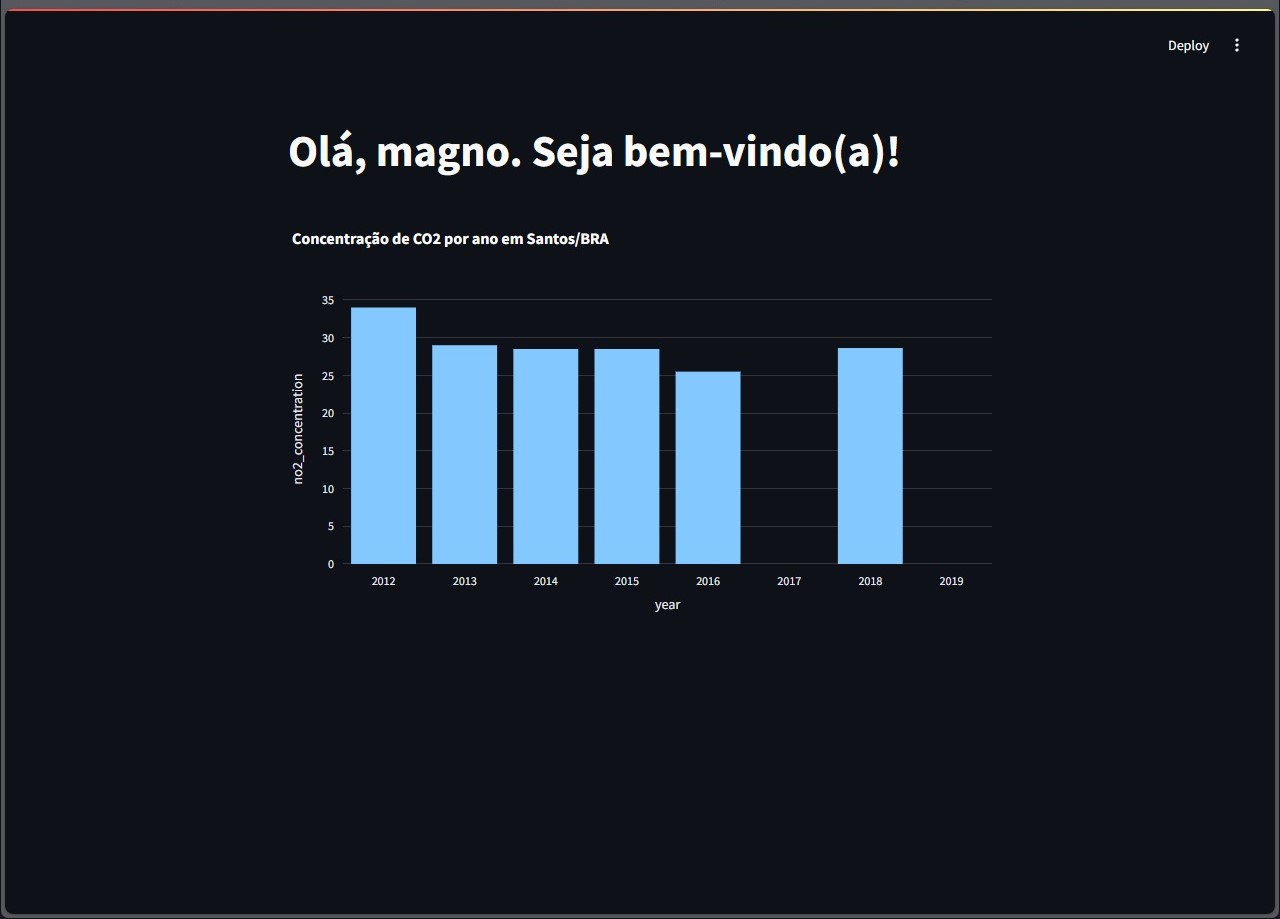 Deploy
Olá, magno. Seja bem-vindo(a)!
Concentração de CO2 por ano em Santos/BRA
35
30
25
20
15
10
5
0
no2_concentration
2012 2013 2014 2015 2016 2017 2018 2019
year